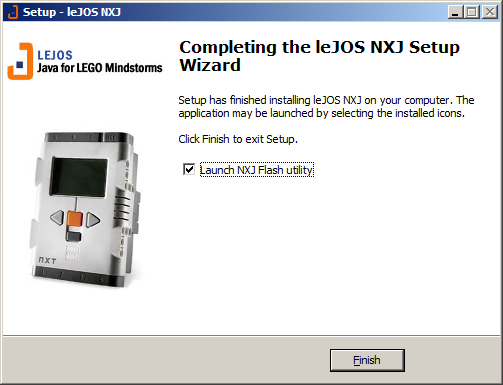 Setup - leJOS NXJ
LEJOS
Java for LEGO Mindstorms
Completing the leJOS NXJ Setup
Wizard
Setup has finished installing leJOS NXJ on your computer. The
application may be launched by selecting the installed icons.
Click Finish to exit Setup.
Launch NXJ Flash utility
NXT
Finish